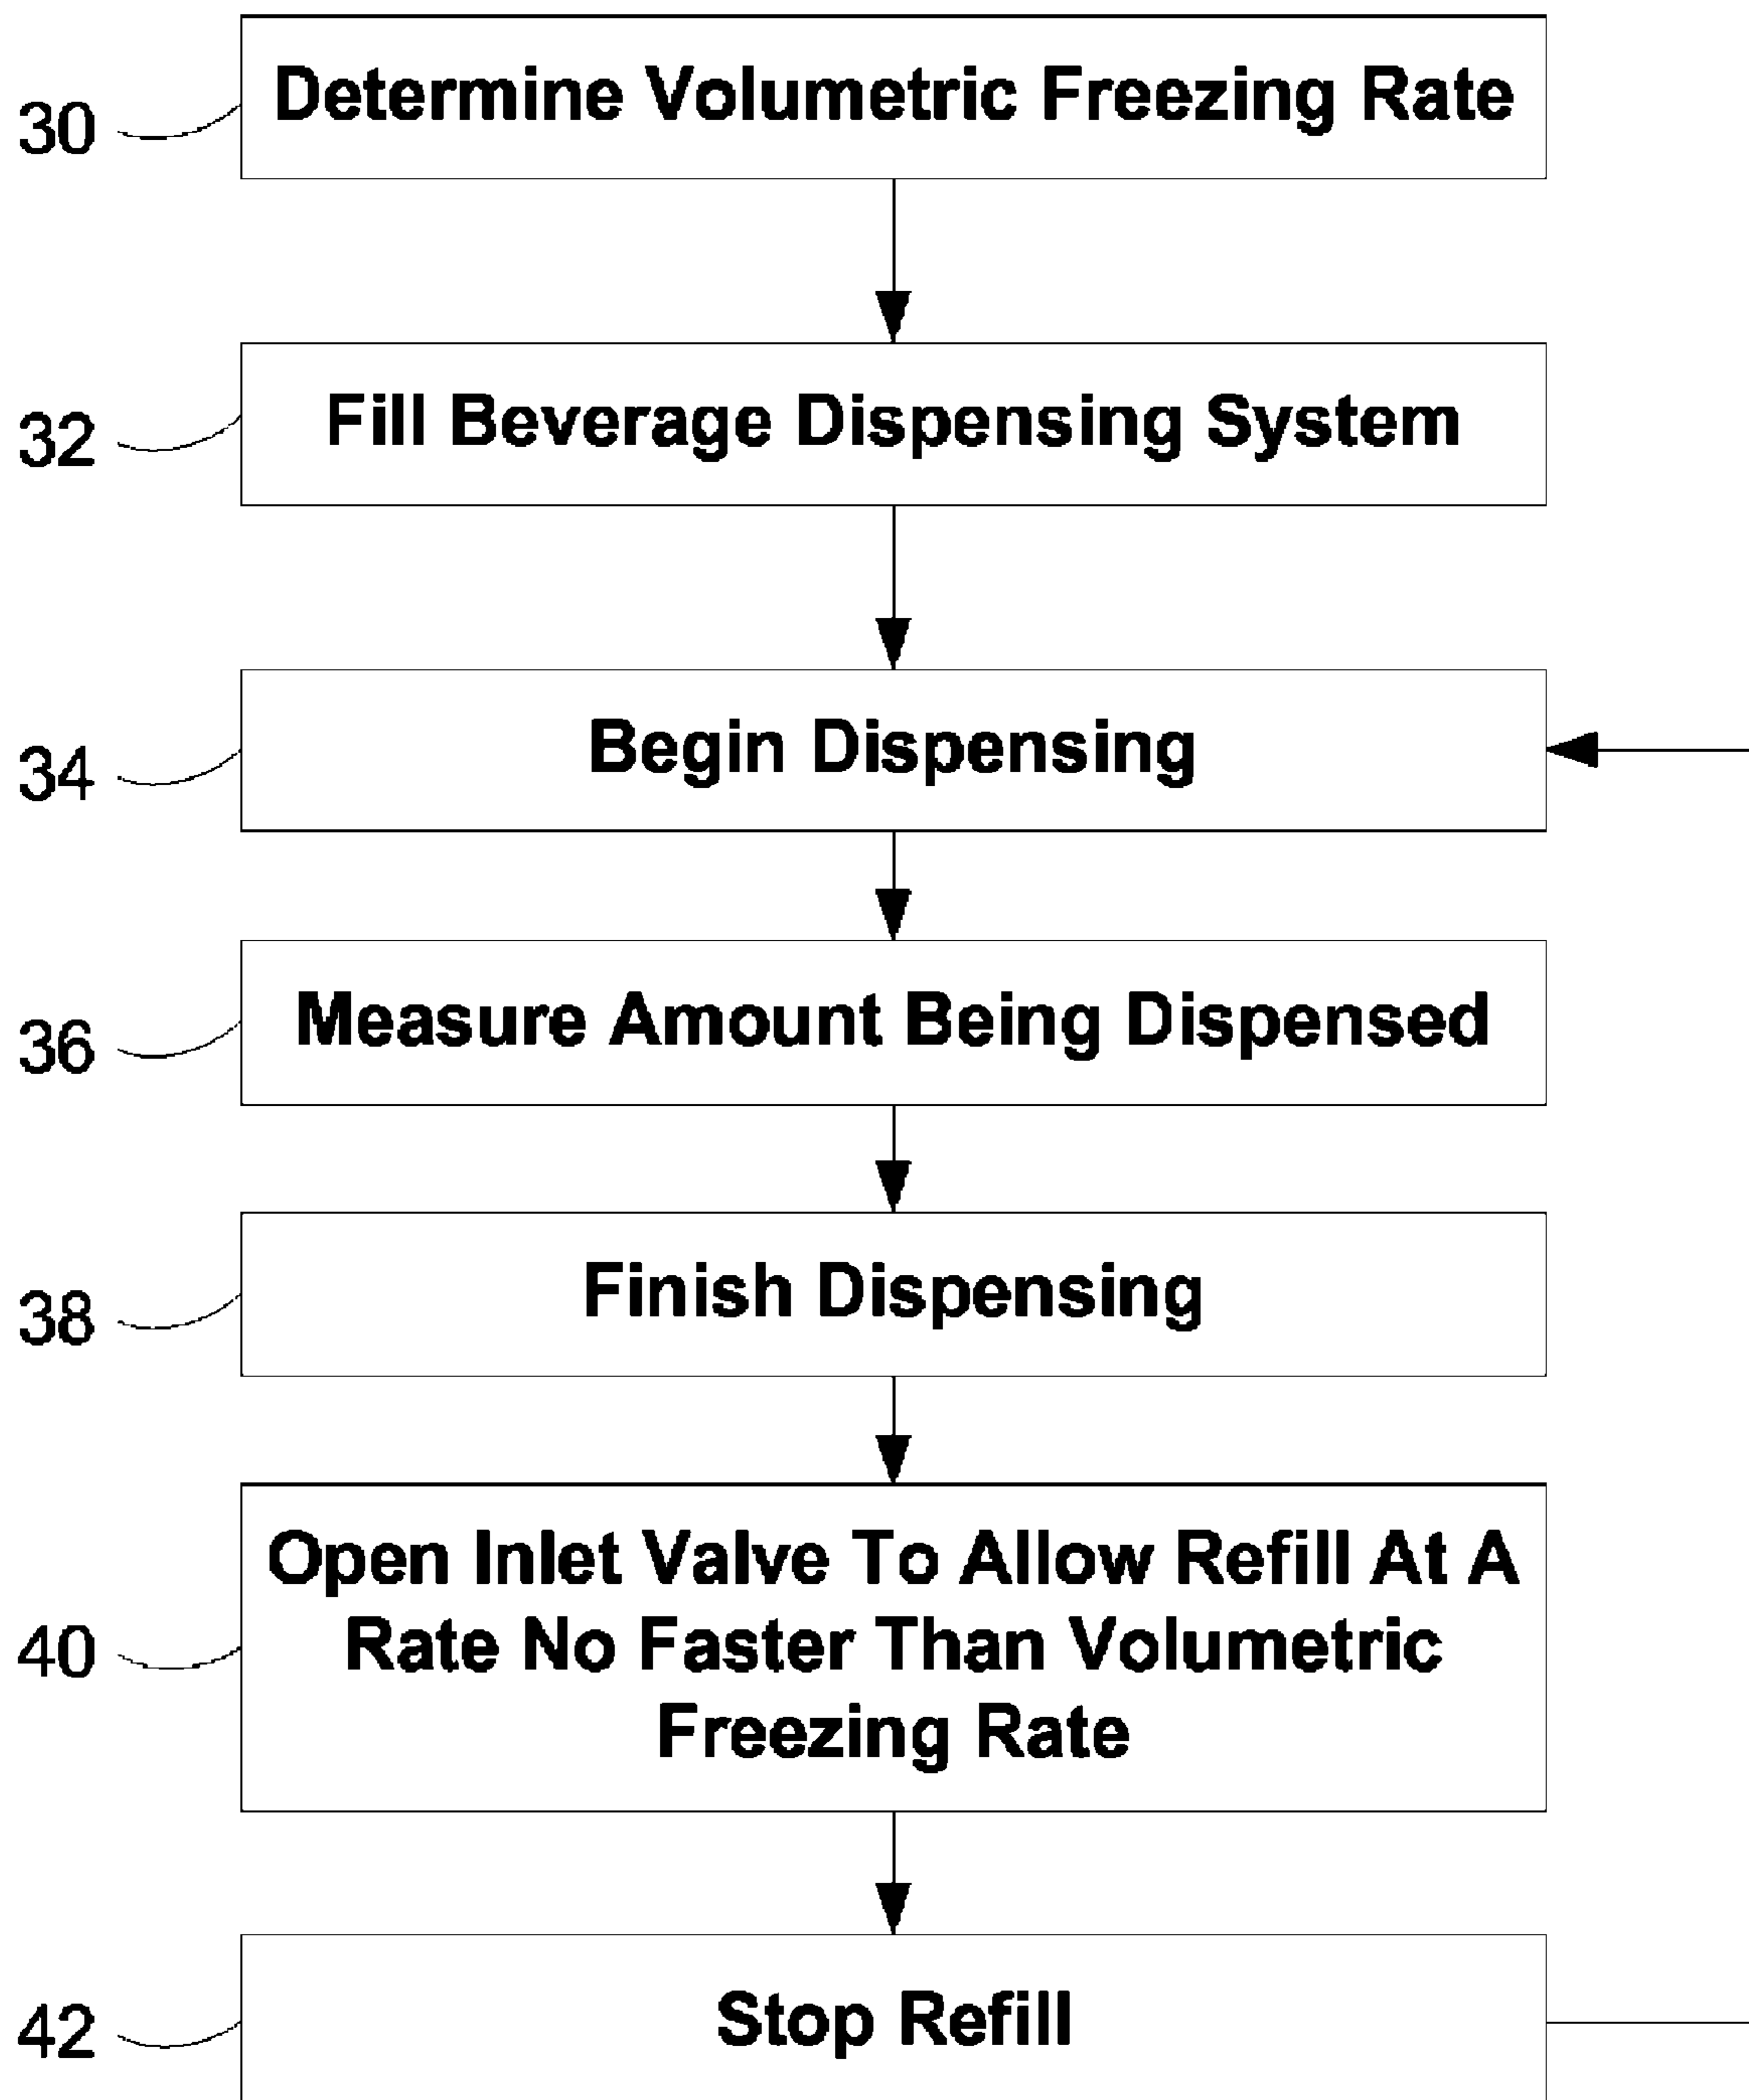 30
Determine Volumetric Freezing Rate
32
Fill Beverage Dispensing System
34
Begin Dispensing
36
Measure Amount Being Dispensed
38
Finish Dispensing
40
Open Inlet Valve To Allow Refill At A
Rate No Faster Than Volumetric
Freezing Rate
42
Stop Refill